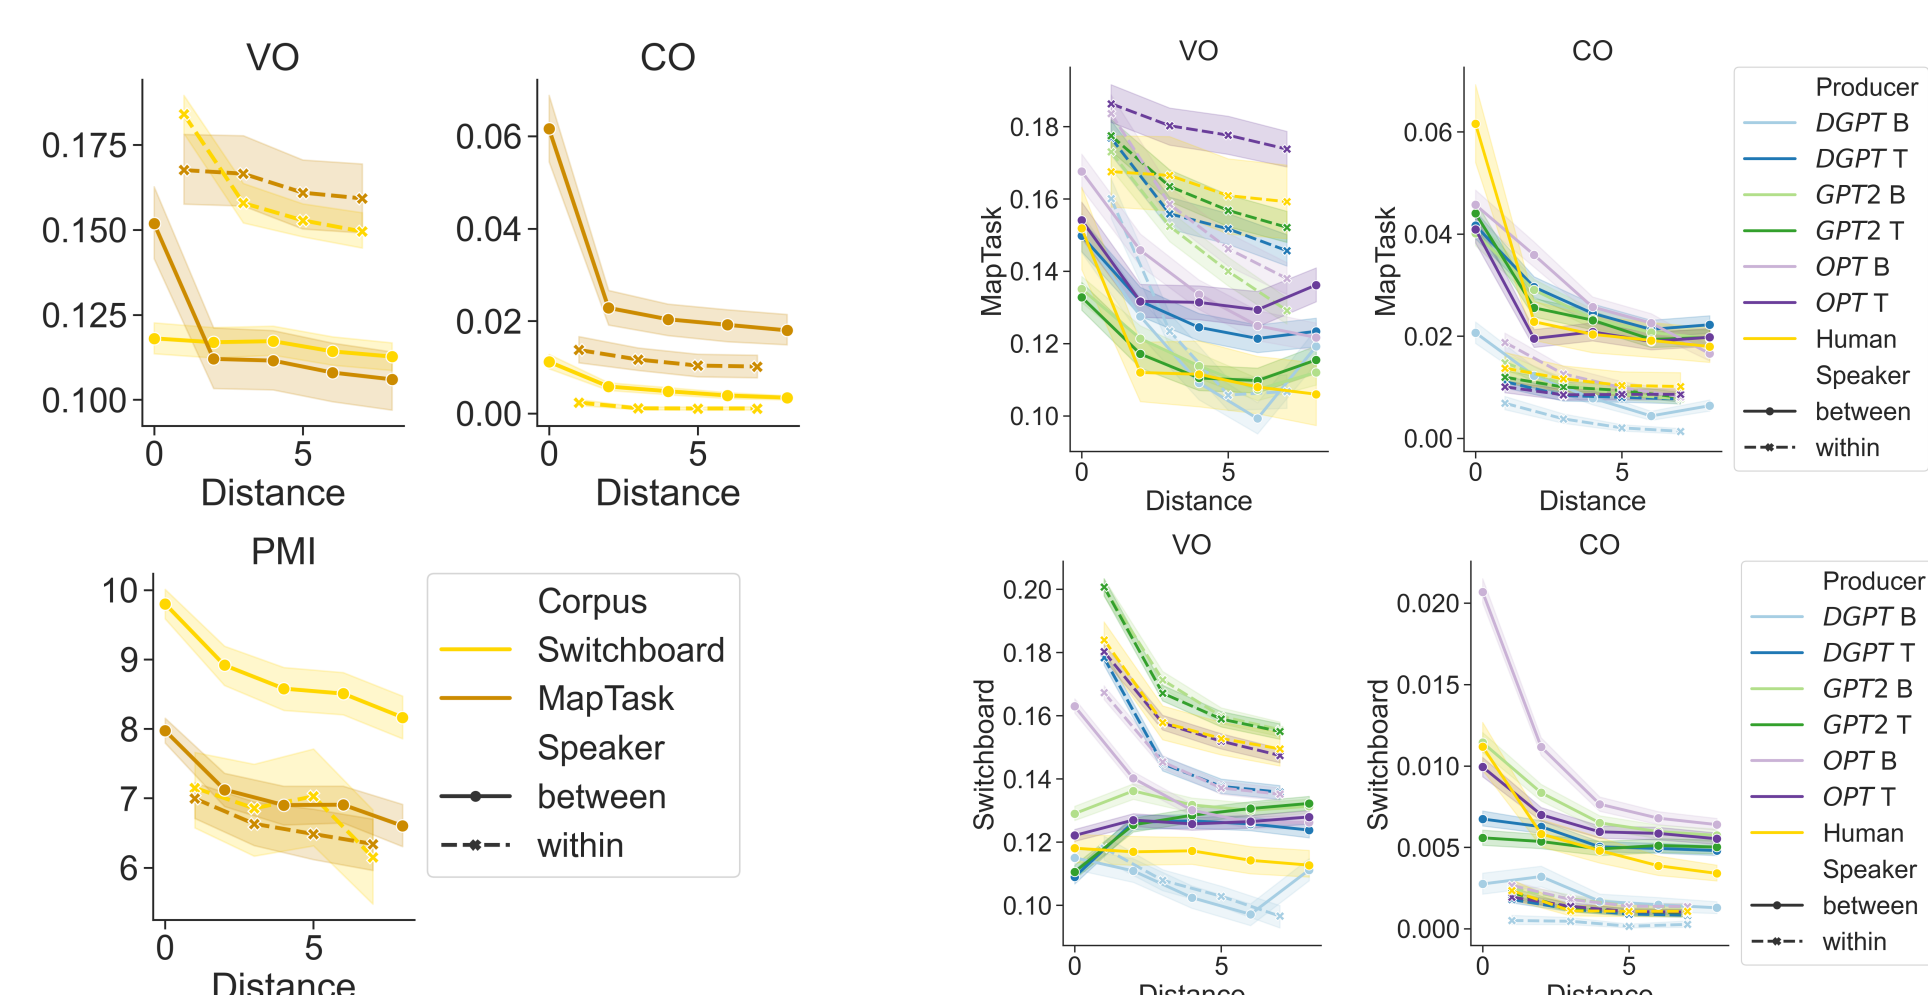 VO
0.175
0.150
0.125
0.100
0
5
Distance
CO
0.06
0.04
0.02
0.00
0
5
Distance
PMI
10
9
8
7
6
0
5
Distance
Corpus
Switchboard
MapTask
Speaker
between
within
VO
MapTask
0.18
0.16
0.14
0.12
0.10
0
5
Distance
CO
MapTask
0.06
0.04
0.02
0.00
0
5
Distance
Producer
DGPT B
DGPT T
GPT2 B
GPT2 T
OPT B
OPT T
Human
Speaker
between
within
VO
Switchboard
0.20
0.18
0.16
0.14
0.12
0.10
0
5
Distance
CO
Switchboard
0.020
0.015
0.010
0.005
0.000
0
5
Distance
Producer
DGPT B
DGPT T
GPT2 B
GPT2 T
OPT B
OPT T
Human
Speaker
between
within